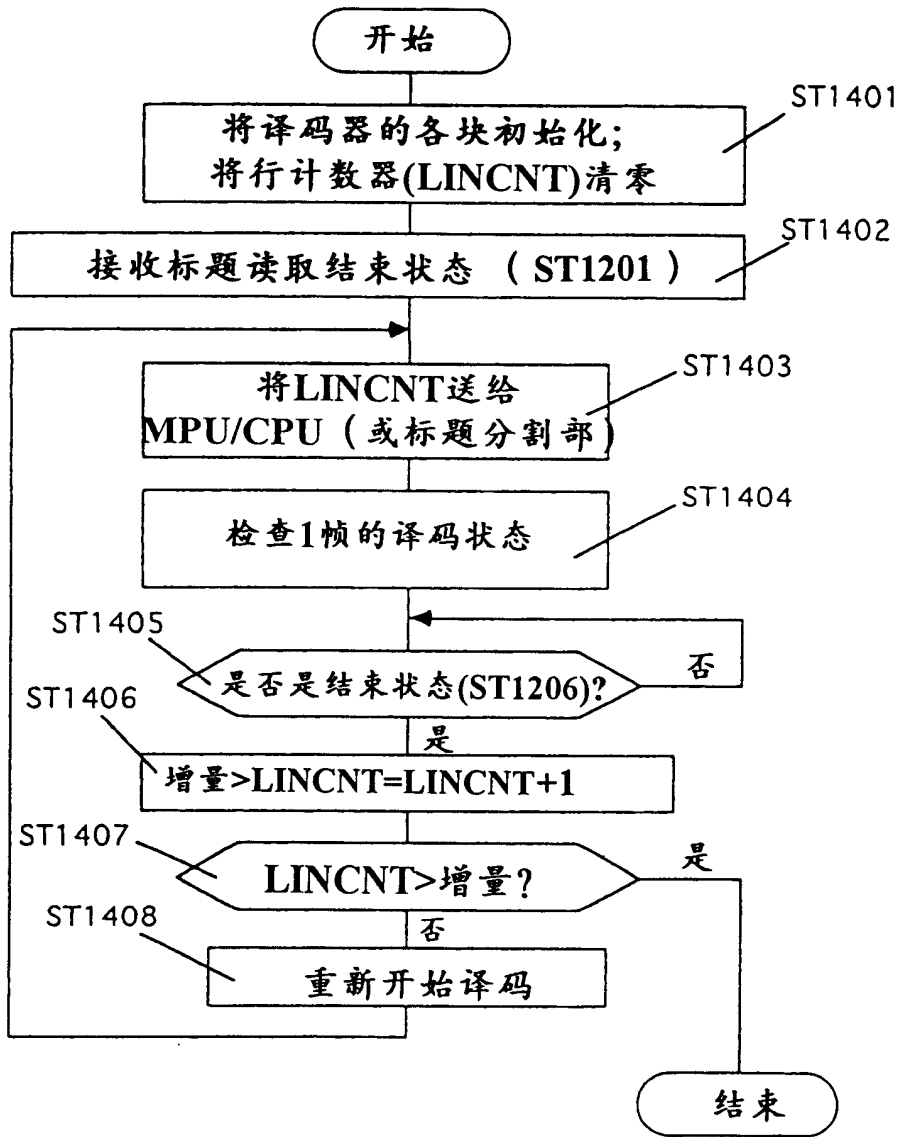 开始
ST1401
将译码器的各块初始化;
将行计数器(LINCNT)清零
ST1402
接收标题读取结束状态 (ST1201)
ST1403
将LINCNT送给
MPU/CPU(或标题分割部)
ST1404
检查1帧的译码状态
ST1405
是否是结束状态(ST1206)?
否
ST1406
是
增量>LINCNT=LINCNT+1
ST1407
LINCNT>增量?
是
ST1408
否
重新开始译码
结束